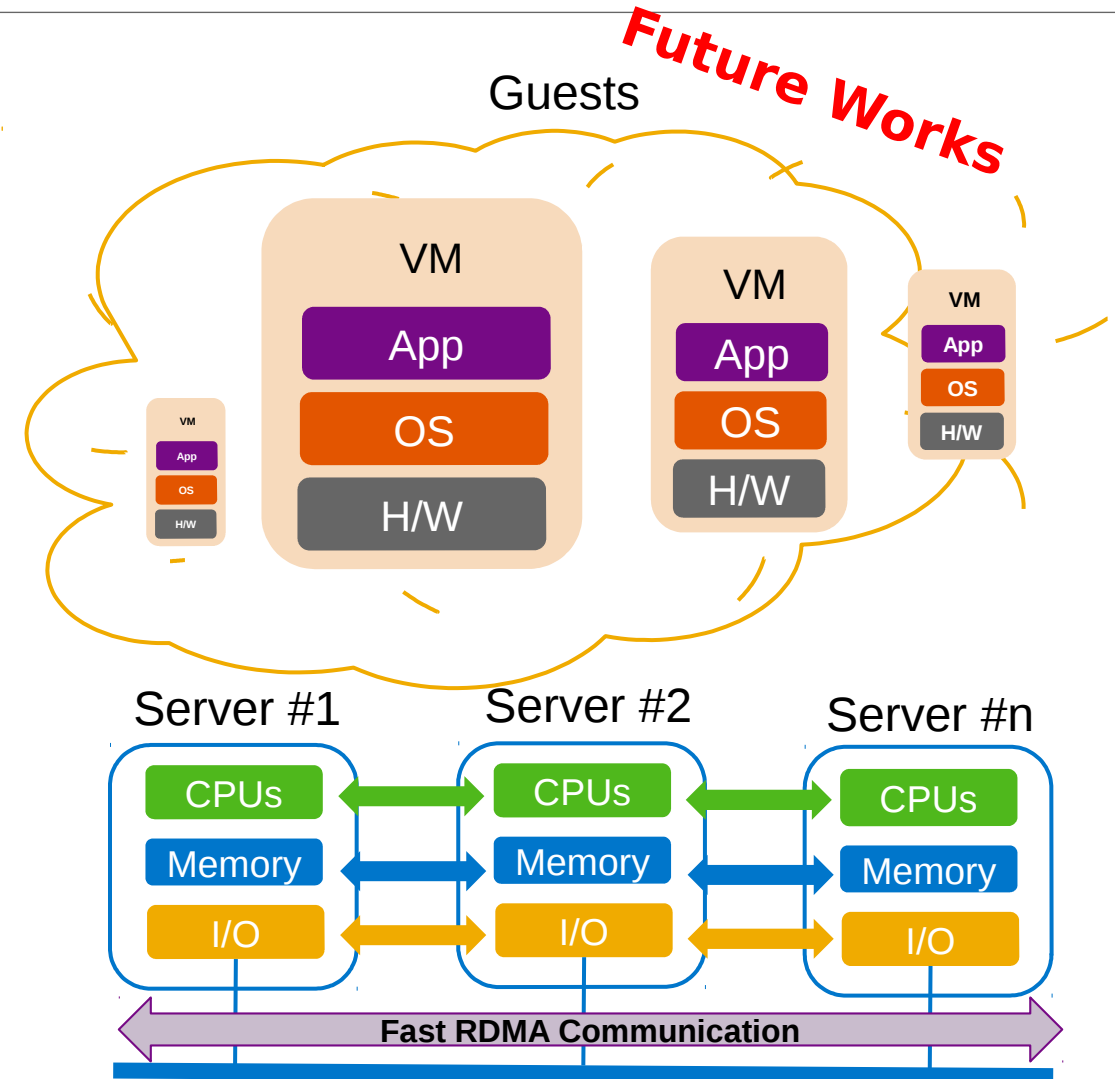 Future Works
Guests
VM
App
OS
H/W
VM
App
OS
H/W
VM
App
OS
H/W
VM
App
OS
H/W
Server #1
Server #2
Server #n
CPUs
Memory
I/O
CPUs
Memory
I/O
CPUs
Memory
I/O
Fast RDMA Communication